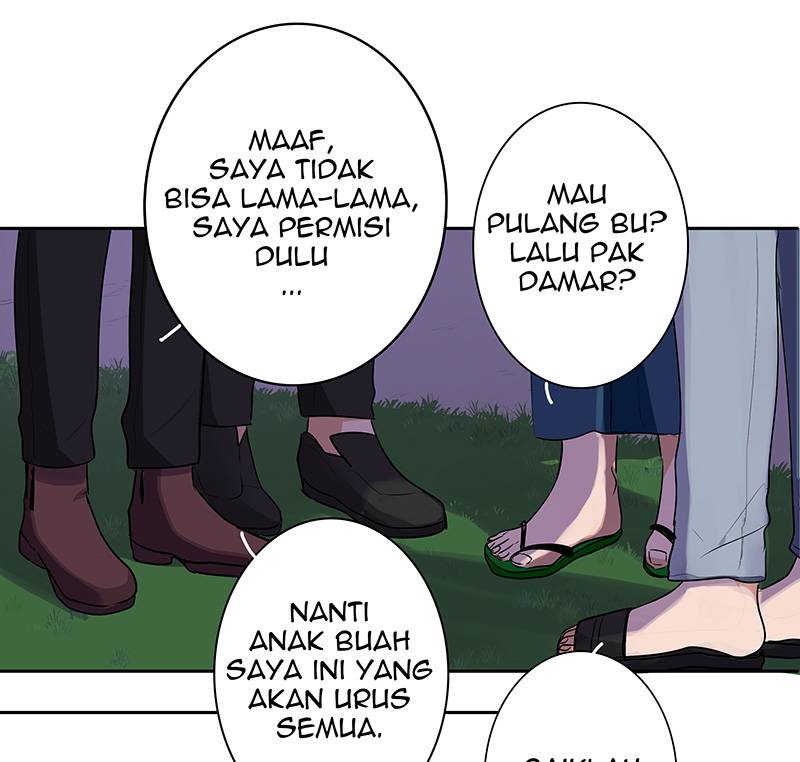 MAAF,
SAYA TIDAK
BISA LAMA-LAMA,
SAYA PERMISI
DULU
...
MAU
PULANG BU?
LALU PAK
DAMAR?
NANTI
ANAK BUAH
SAYA INI YANG
AKAN URUS
SEMUA.